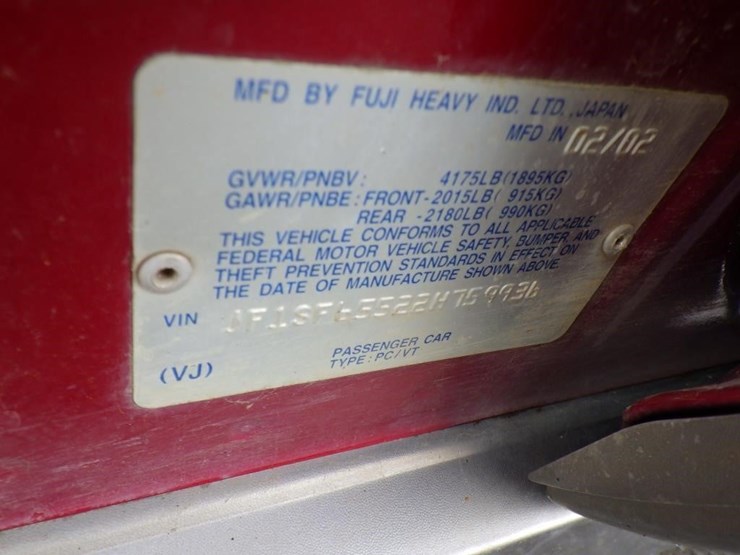 MFD BY FUJI HEAVY IND. LTD. JAPAN
MFD IN 02/02
GVWR/PNBV: 4175LB(1895KG)
GAWR/PNBE: FRONT-2015LB( 915KG)
REAR -2180LB( 990KG)
THIS VEHICLE CONFORMS TO ALL APPLICABLE
FEDERAL MOTOR VEHICLE SAFETY, BUMPER, AND
THEFT PREVENTION STANDARDS IN EFFECT ON
THE DATE OF MANUFACTURE SHOWN ABOVE.
VIN JF1SF65522H759936
PASSENGER CAR
(VJ) TYPE: PC/VT